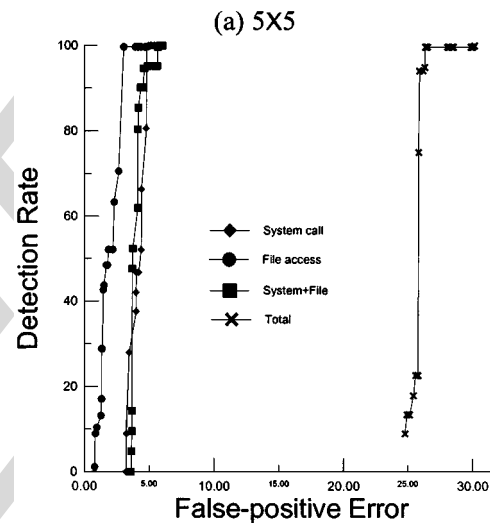 (a) 5X5
100
80
60
40
20
0
Detection Rate
System call
File access
System+File
Total
0.00 5.00 10.00 15.00 20.00 25.00 30.00
False-positive Error